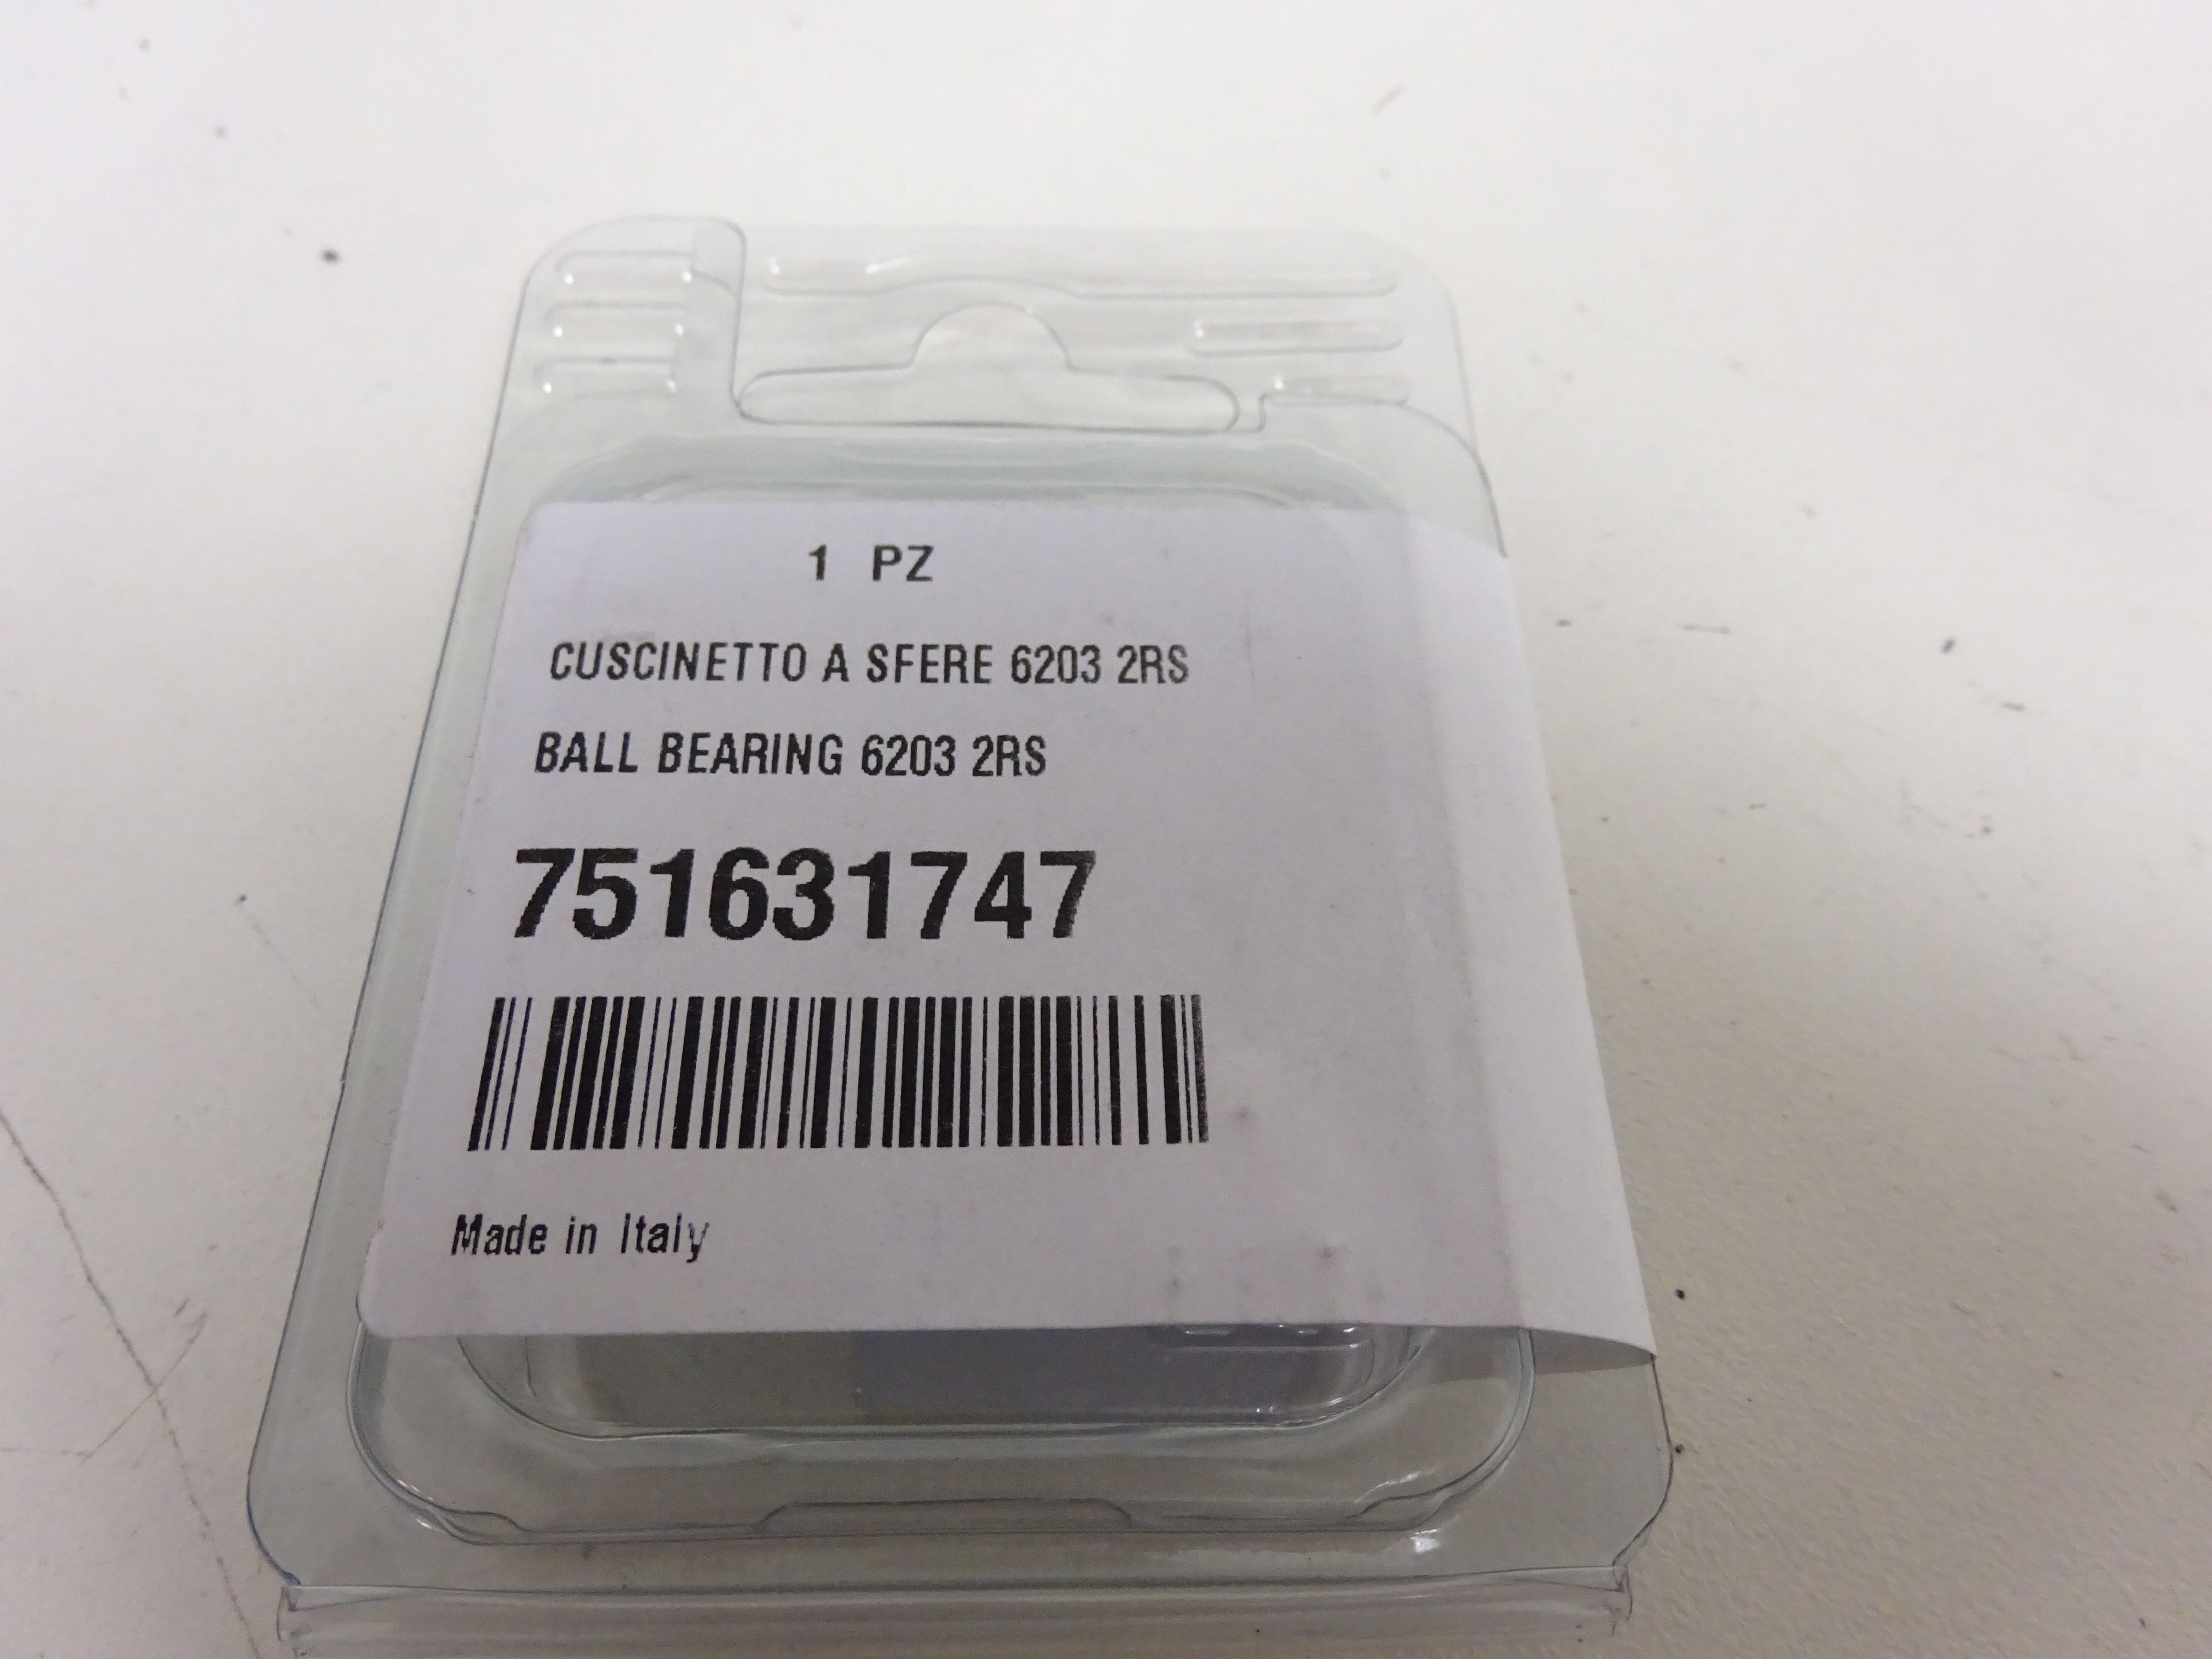 1 PZ
CUSCINETTO A SFERE 6203 2RS
BALL BEARING 6203 2RS
751631747
Made in Italy